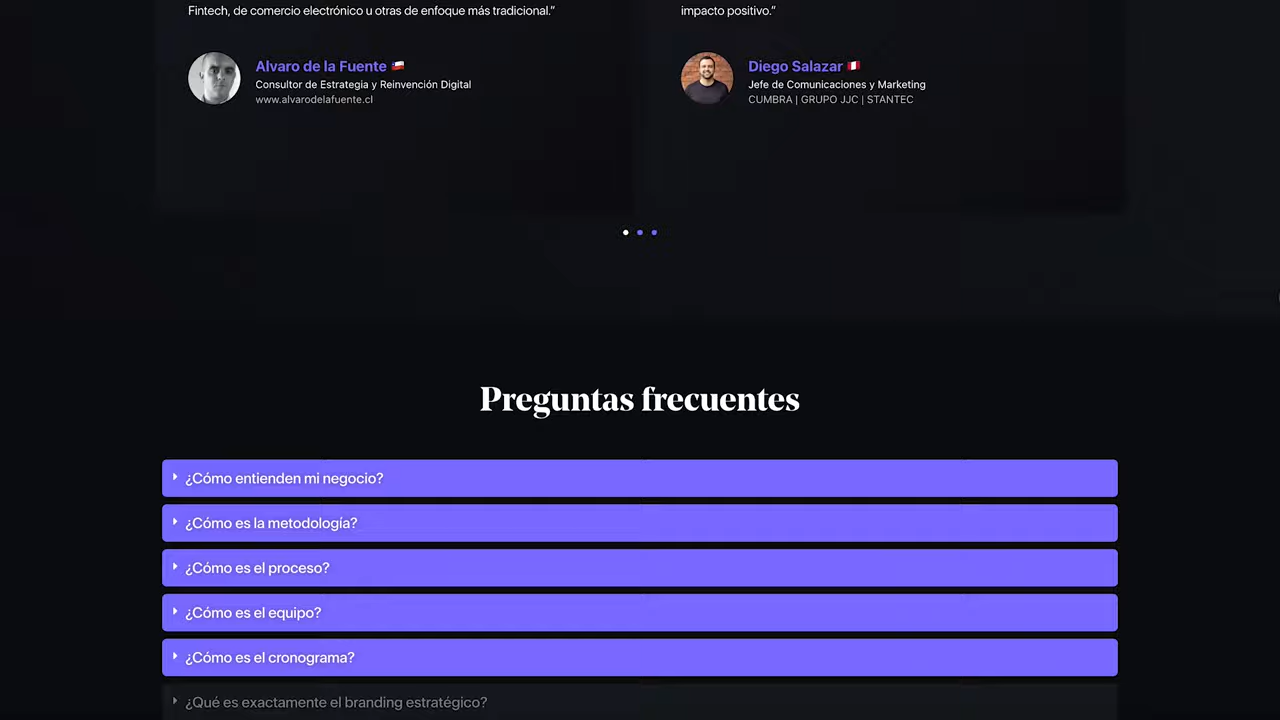 Fintech, de comercio electrónico u otras de enfoque más tradicional.”
impacto positivo.”
Alvaro de la Fuente
Consultor de Estrategia y Reinvención Digital
www.alvarodelafuente.cl
Diego Salazar
Jefe de Comunicaciones y Marketing
CUMBRA | GRUPO JJC | STANTEC
Preguntas frecuentes
¿Cómo entienden mi negocio?
¿Cómo es la metodología?
¿Cómo es el proceso?
¿Cómo es el equipo?
¿Cómo es el cronograma?
¿Qué es exactamente el branding estratégico?